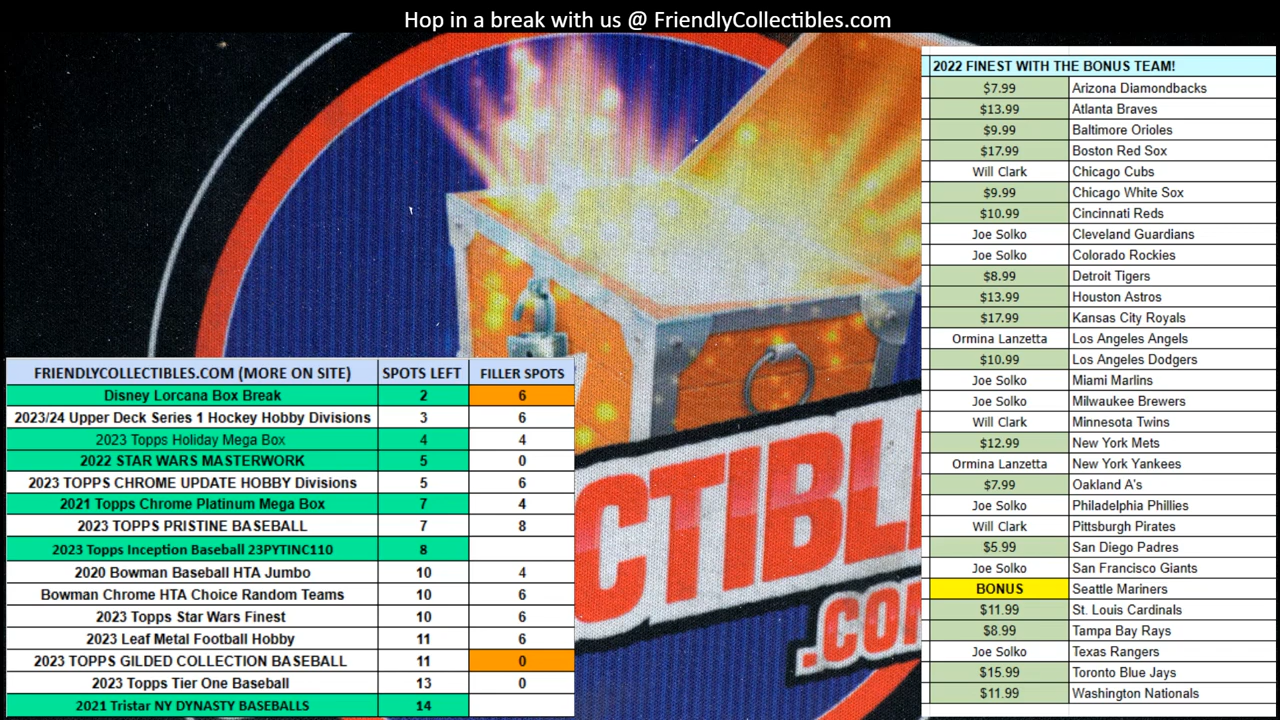 Hop in a break with us @ FriendlyCollectibles.com
2022 FINEST WITH THE BONUS TEAM!
$7.99 Arizona Diamondbacks
$13.99 Atlanta Braves
$9.99 Baltimore Orioles
$17.99 Boston Red Sox
Will Clark Chicago Cubs
$9.99 Chicago White Sox
$10.99 Cincinnati Reds
Joe Solko Cleveland Guardians
Joe Solko Colorado Rockies
$8.99 Detroit Tigers
$13.99 Houston Astros
$17.99 Kansas City Royals
Ormina Lanzetta Los Angeles Angels
$10.99 Los Angeles Dodgers
Joe Solko Miami Marlins
Joe Solko Milwaukee Brewers
Will Clark Minnesota Twins
$12.99 New York Mets
Ormina Lanzetta New York Yankees
$7.99 Oakland A's
Joe Solko Philadelphia Phillies
Will Clark Pittsburgh Pirates
$5.99 San Diego Padres
Joe Solko San Francisco Giants
BONUS Seattle Mariners
$11.99 St. Louis Cardinals
$8.99 Tampa Bay Rays
Joe Solko Texas Rangers
$15.99 Toronto Blue Jays
$11.99 Washington Nationals
FRIENDLYCOLLECTIBLES.COM (MORE ON SITE) SPOTS LEFT FILLER SPOTS
Disney Lorcana Box Break 2 6
2023/24 Upper Deck Series 1 Hockey Hobby Divisions 3 6
2023 Topps Holiday Mega Box 4 4
2022 STAR WARS MASTERWORK 5 0
2023 TOPPS CHROME UPDATE HOBBY Divisions 5 6
2021 Topps Chrome Platinum Mega Box 7 4
2023 TOPPS PRISTINE BASEBALL 7 8
2023 Topps Inception Baseball 23PYTINC110 8
2020 Bowman Baseball HTA Jumbo 10 4
Bowman Chrome HTA Choice Random Teams 10 6
2023 Topps Star Wars Finest 10 6
2023 Leaf Metal Football Hobby 11 6
2023 TOPPS GILDED COLLECTION BASEBALL 11 0
2023 Topps Tier One Baseball 13 0
2021 Tristar NY DYNASTY BASEBALLS 14
CTIBL
.CO